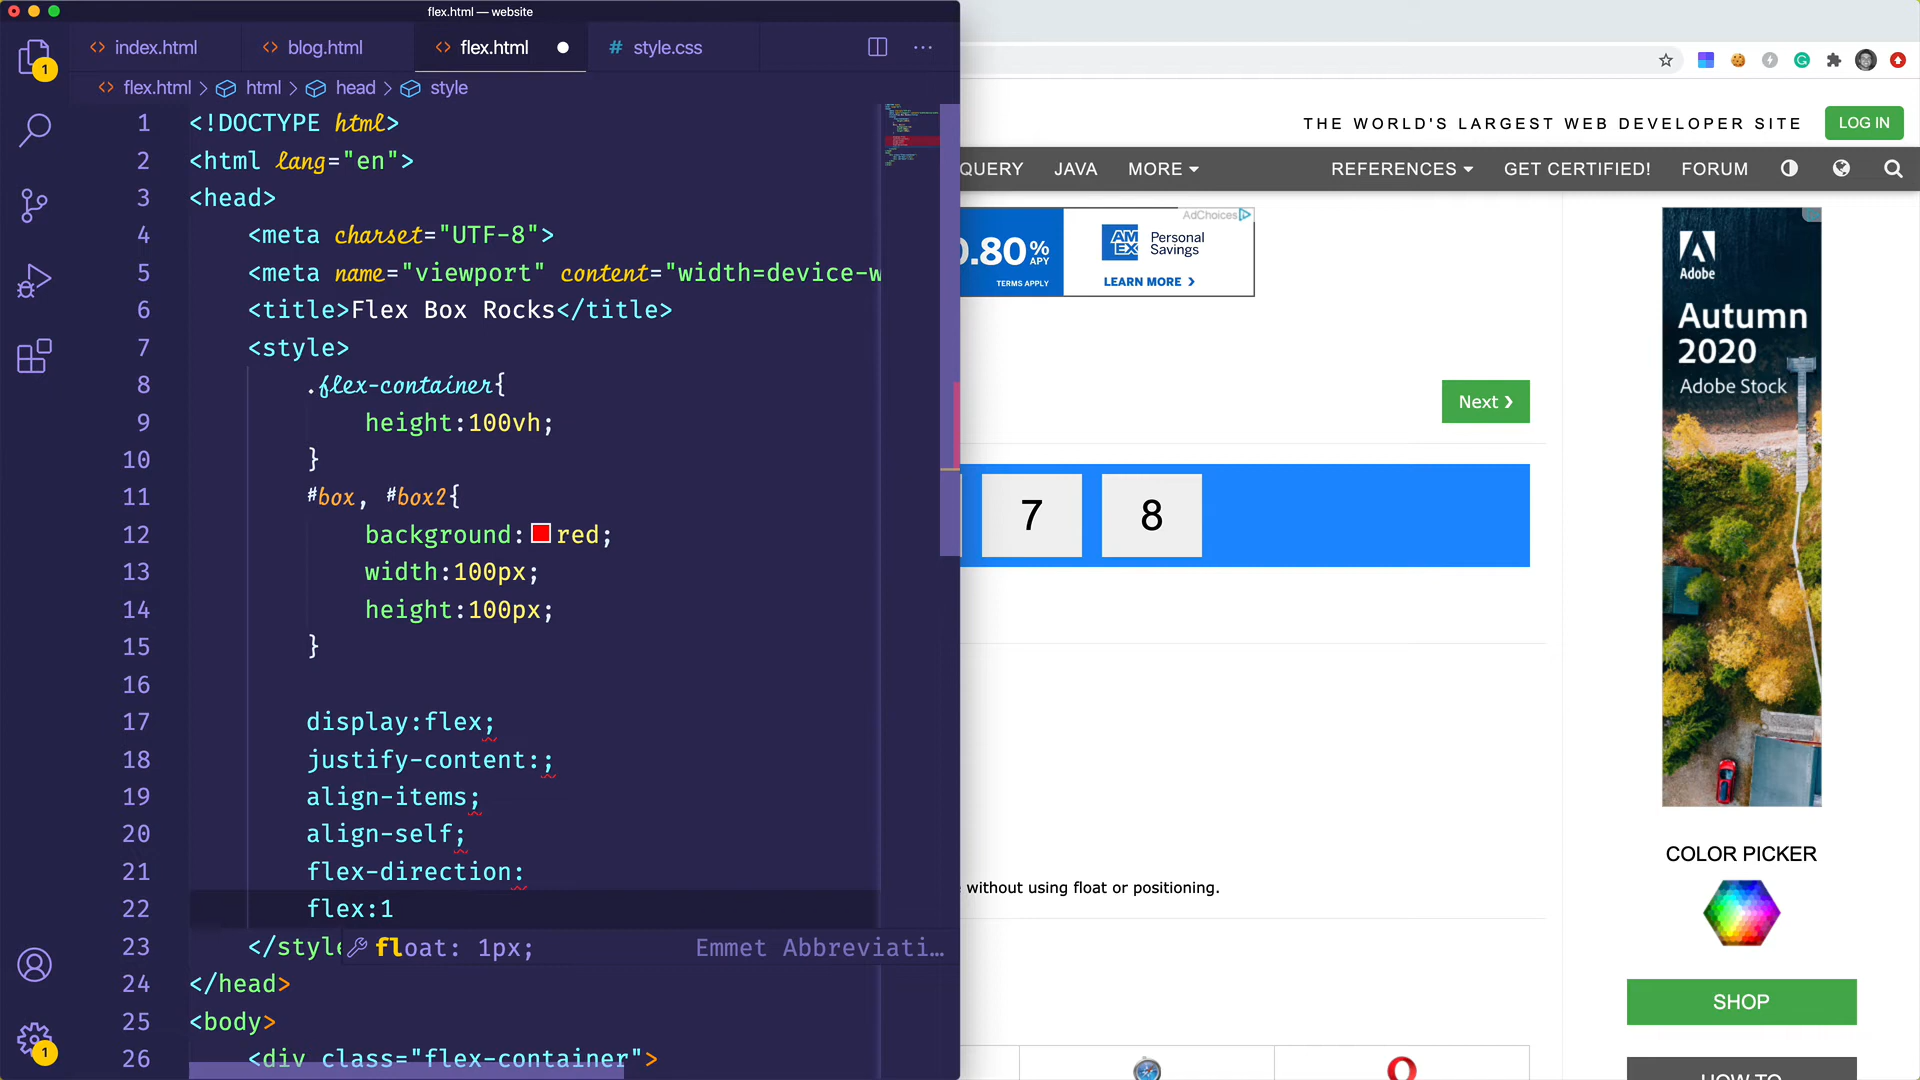 flex.html — website
index.html
blog.html
flex.html
# style.css
flex.html > html > head > style
1 <!DOCTYPE html>
2 <html lang="en">
3 <head>
4 <meta charset="UTF-8">
5 <meta name="viewport" content="width=device-w
6 <title>Flex Box Rocks</title>
7 <style>
8 .flex-container{
9 height:100vh;
10 }
11 #box, #box2{
12 background:red;
13 width:100px;
14 height:100px;
15 }
16
17 display:flex;
18 justify-content:;
19 align-items;
20 align-self;
21 flex-direction:
22 flex:1
23 </style
float: 1px; Emmet Abbreviati…
24 </head>
25 <body>
26 <div class="flex-container">
1
1
THE WORLD'S LARGEST WEB DEVELOPER SITE
LOG IN
QUERY JAVA MORE REFERENCES GET CERTIFIED! FORUM
AdChoices
0.80% APY
TERMS APPLY
AM EX
Personal
Savings
LEARN MORE >
Next ❯
7 8
without using float or positioning.
Adobe
Autumn
2020
Adobe Stock
COLOR PICKER
SHOP
HOW TO